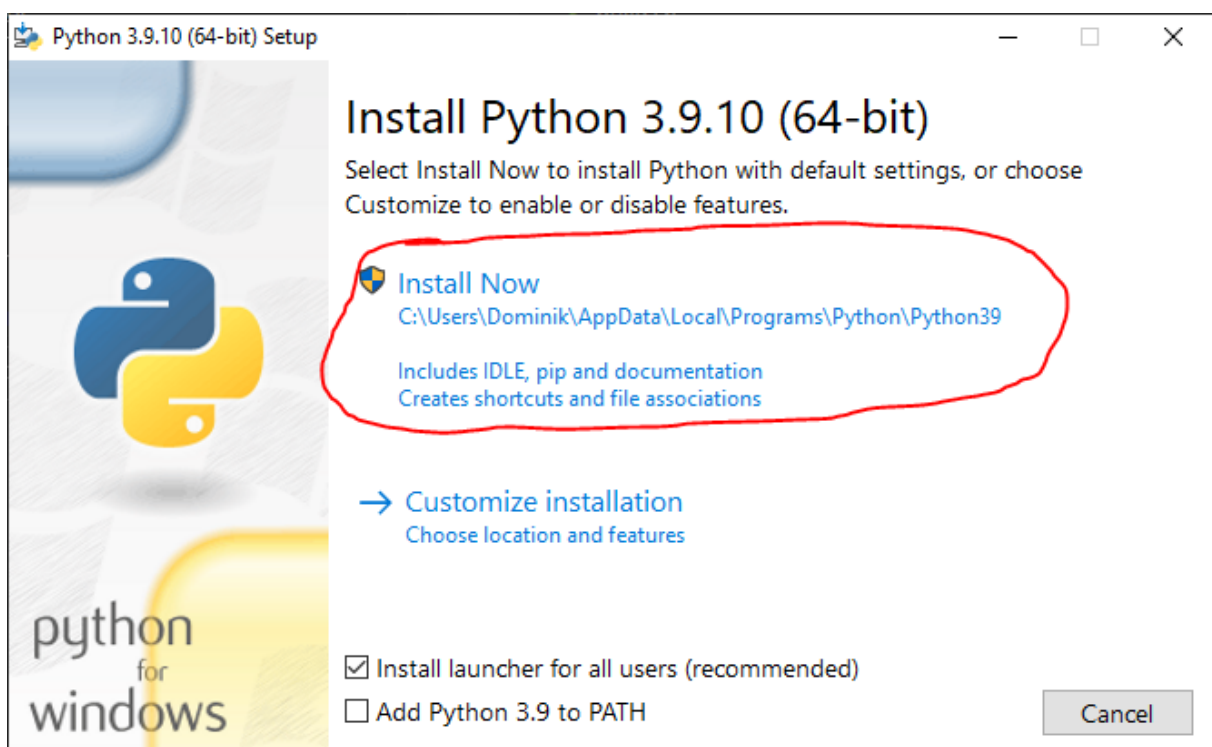 Python 3.9.10 (64-bit) Setup
Install Python 3.9.10 (64-bit)
Select Install Now to install Python with default settings, or choose
Customize to enable or disable features.
Install Now
C:\Users\Dominik\AppData\Local\Programs\Python\Python39
Includes IDLE, pip and documentation
Creates shortcuts and file associations
Customize installation
Choose location and features
python
for
windows
Install launcher for all users (recommended)
Add Python 3.9 to PATH
Cancel